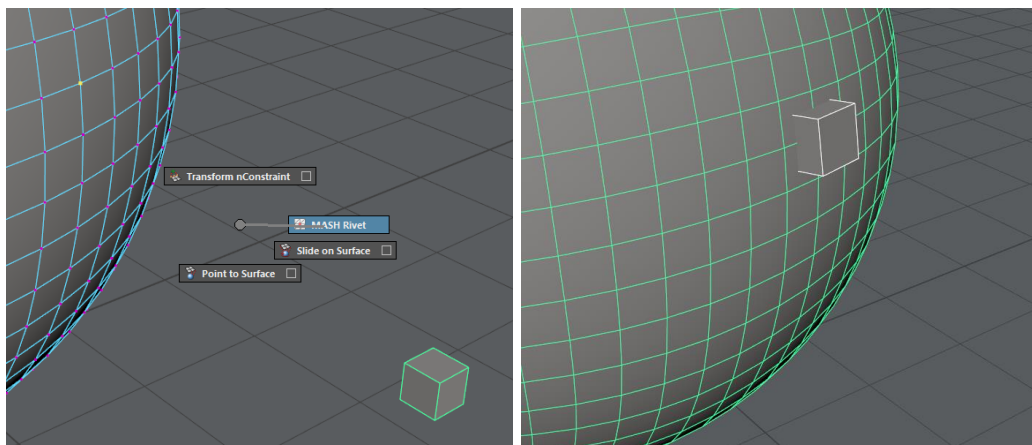 Transform nConstraint
MASH Rivet
Slide on Surface
Point to Surface